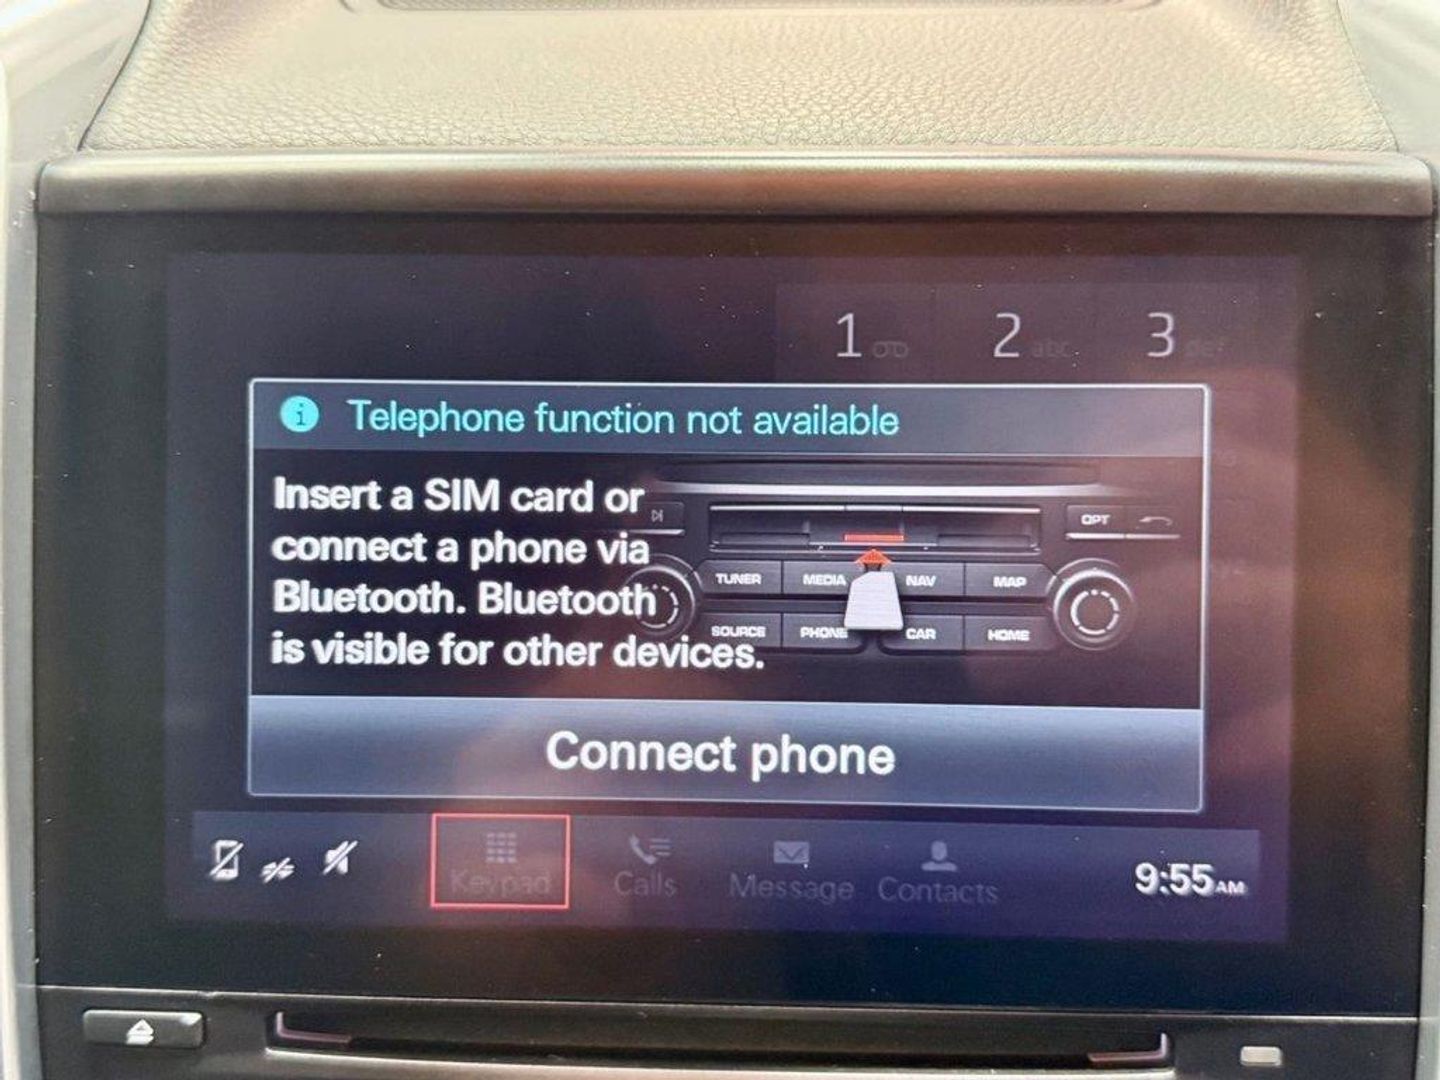 1 2 abc 3 def
Telephone function not available
Insert a SIM card or
connect a phone via
Bluetooth. Bluetooth
is visible for other devices.
OPT
TUNER MEDIA NAV MAP
SOURCE PHONE CAR HOME
Connect phone
Keypad Calls Message Contacts 9:55 AM